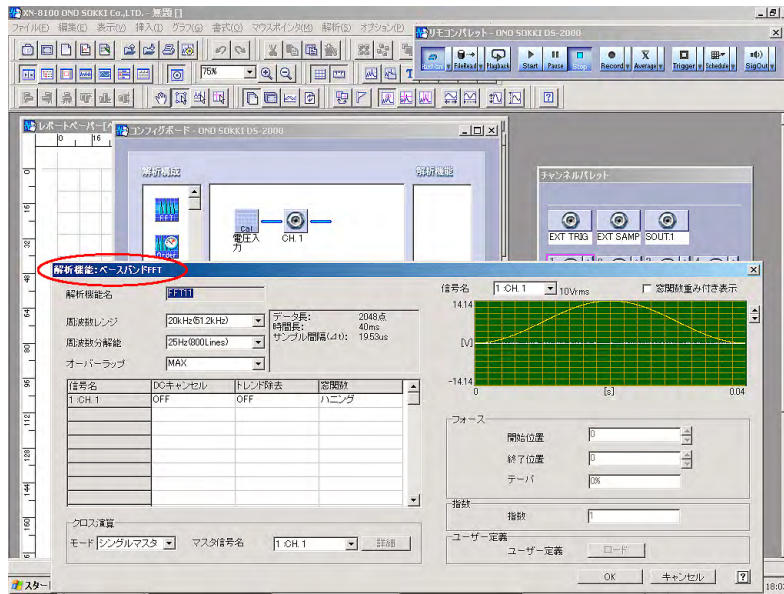 XN-8100 ONO SOKKI Co.,LTD. - 無題 []
ファイル(F) 編集(E) 表示(V) 挿入(I) グラフ(G) 書式(O) マウスポインタ(M) 解析(S) オプション(P)
リモコンパレット - ONO SOKKI DS-2000
75%
FileRead Playback Start Pause Stop Record Average Trigger Schedule SigOut
レポートペーパー
コンフィグボード - ONO SOKKI DS-2000
0 16
解析構成
解析機能
チャンネルパレット
FFT
Order
Cal
電圧入力
CH. 1
EXT TRIG EXT SAMP SOUT.1
解析機能:ベースバンドFFT
解析機能名 FFT11
信号名 1 :CH. 1 10Vrms 窓関数重み付き表示
周波数レンジ 20kHz(51.2kHz)
データ長: 2048点
時間長: 40ms
サンプル間隔(⊿t): 19.53us
周波数分解能 25Hz(800Lines)
オーバーラップ MAX
14.14
[V]
-14.14
0 [s] 0.04
信号名 DCキャンセル トレンド除去 窓関数
1 :CH. 1 OFF OFF ハニング
フォース
開始位置 0
終了位置 0
テーパ 0%
指数
指数 1
クロス演算
モード シングルマスタ マスタ信号名 1 :CH. 1 詳細
ユーザー定義
ユーザー定義 ロード
OK キャンセル ?
スタート